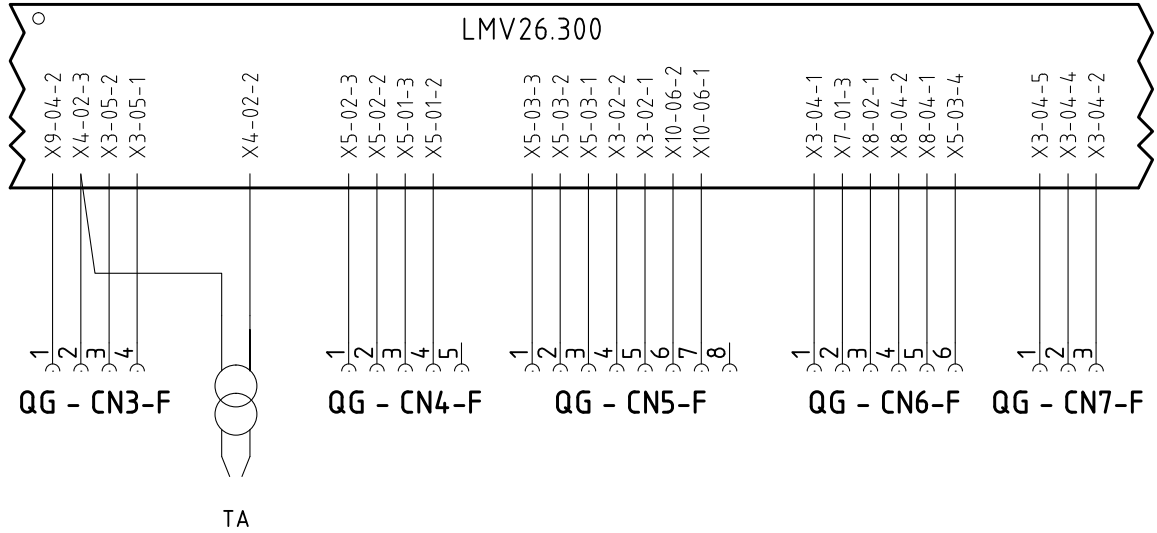 LMV26.300
X9-04-2
X4-02-3
X3-05-2
X3-05-1
X4-02-2
X5-02-3
X5-02-2
X5-01-3
X5-01-2
X5-03-3
X5-03-2
X5-03-1
X3-02-2
X3-02-1
X10-06-2
X10-06-1
X3-04-1
X7-01-3
X8-02-1
X8-04-2
X8-04-1
X5-03-4
X3-04-5
X3-04-4
X3-04-2
1 2 3 4
1 2 3 4 5
1 2 3 4 5 6 7 8
1 2 3 4 5 6
1 2 3
QG - CN3-F
QG - CN4-F
QG - CN5-F
QG - CN6-F
QG - CN7-F
TA